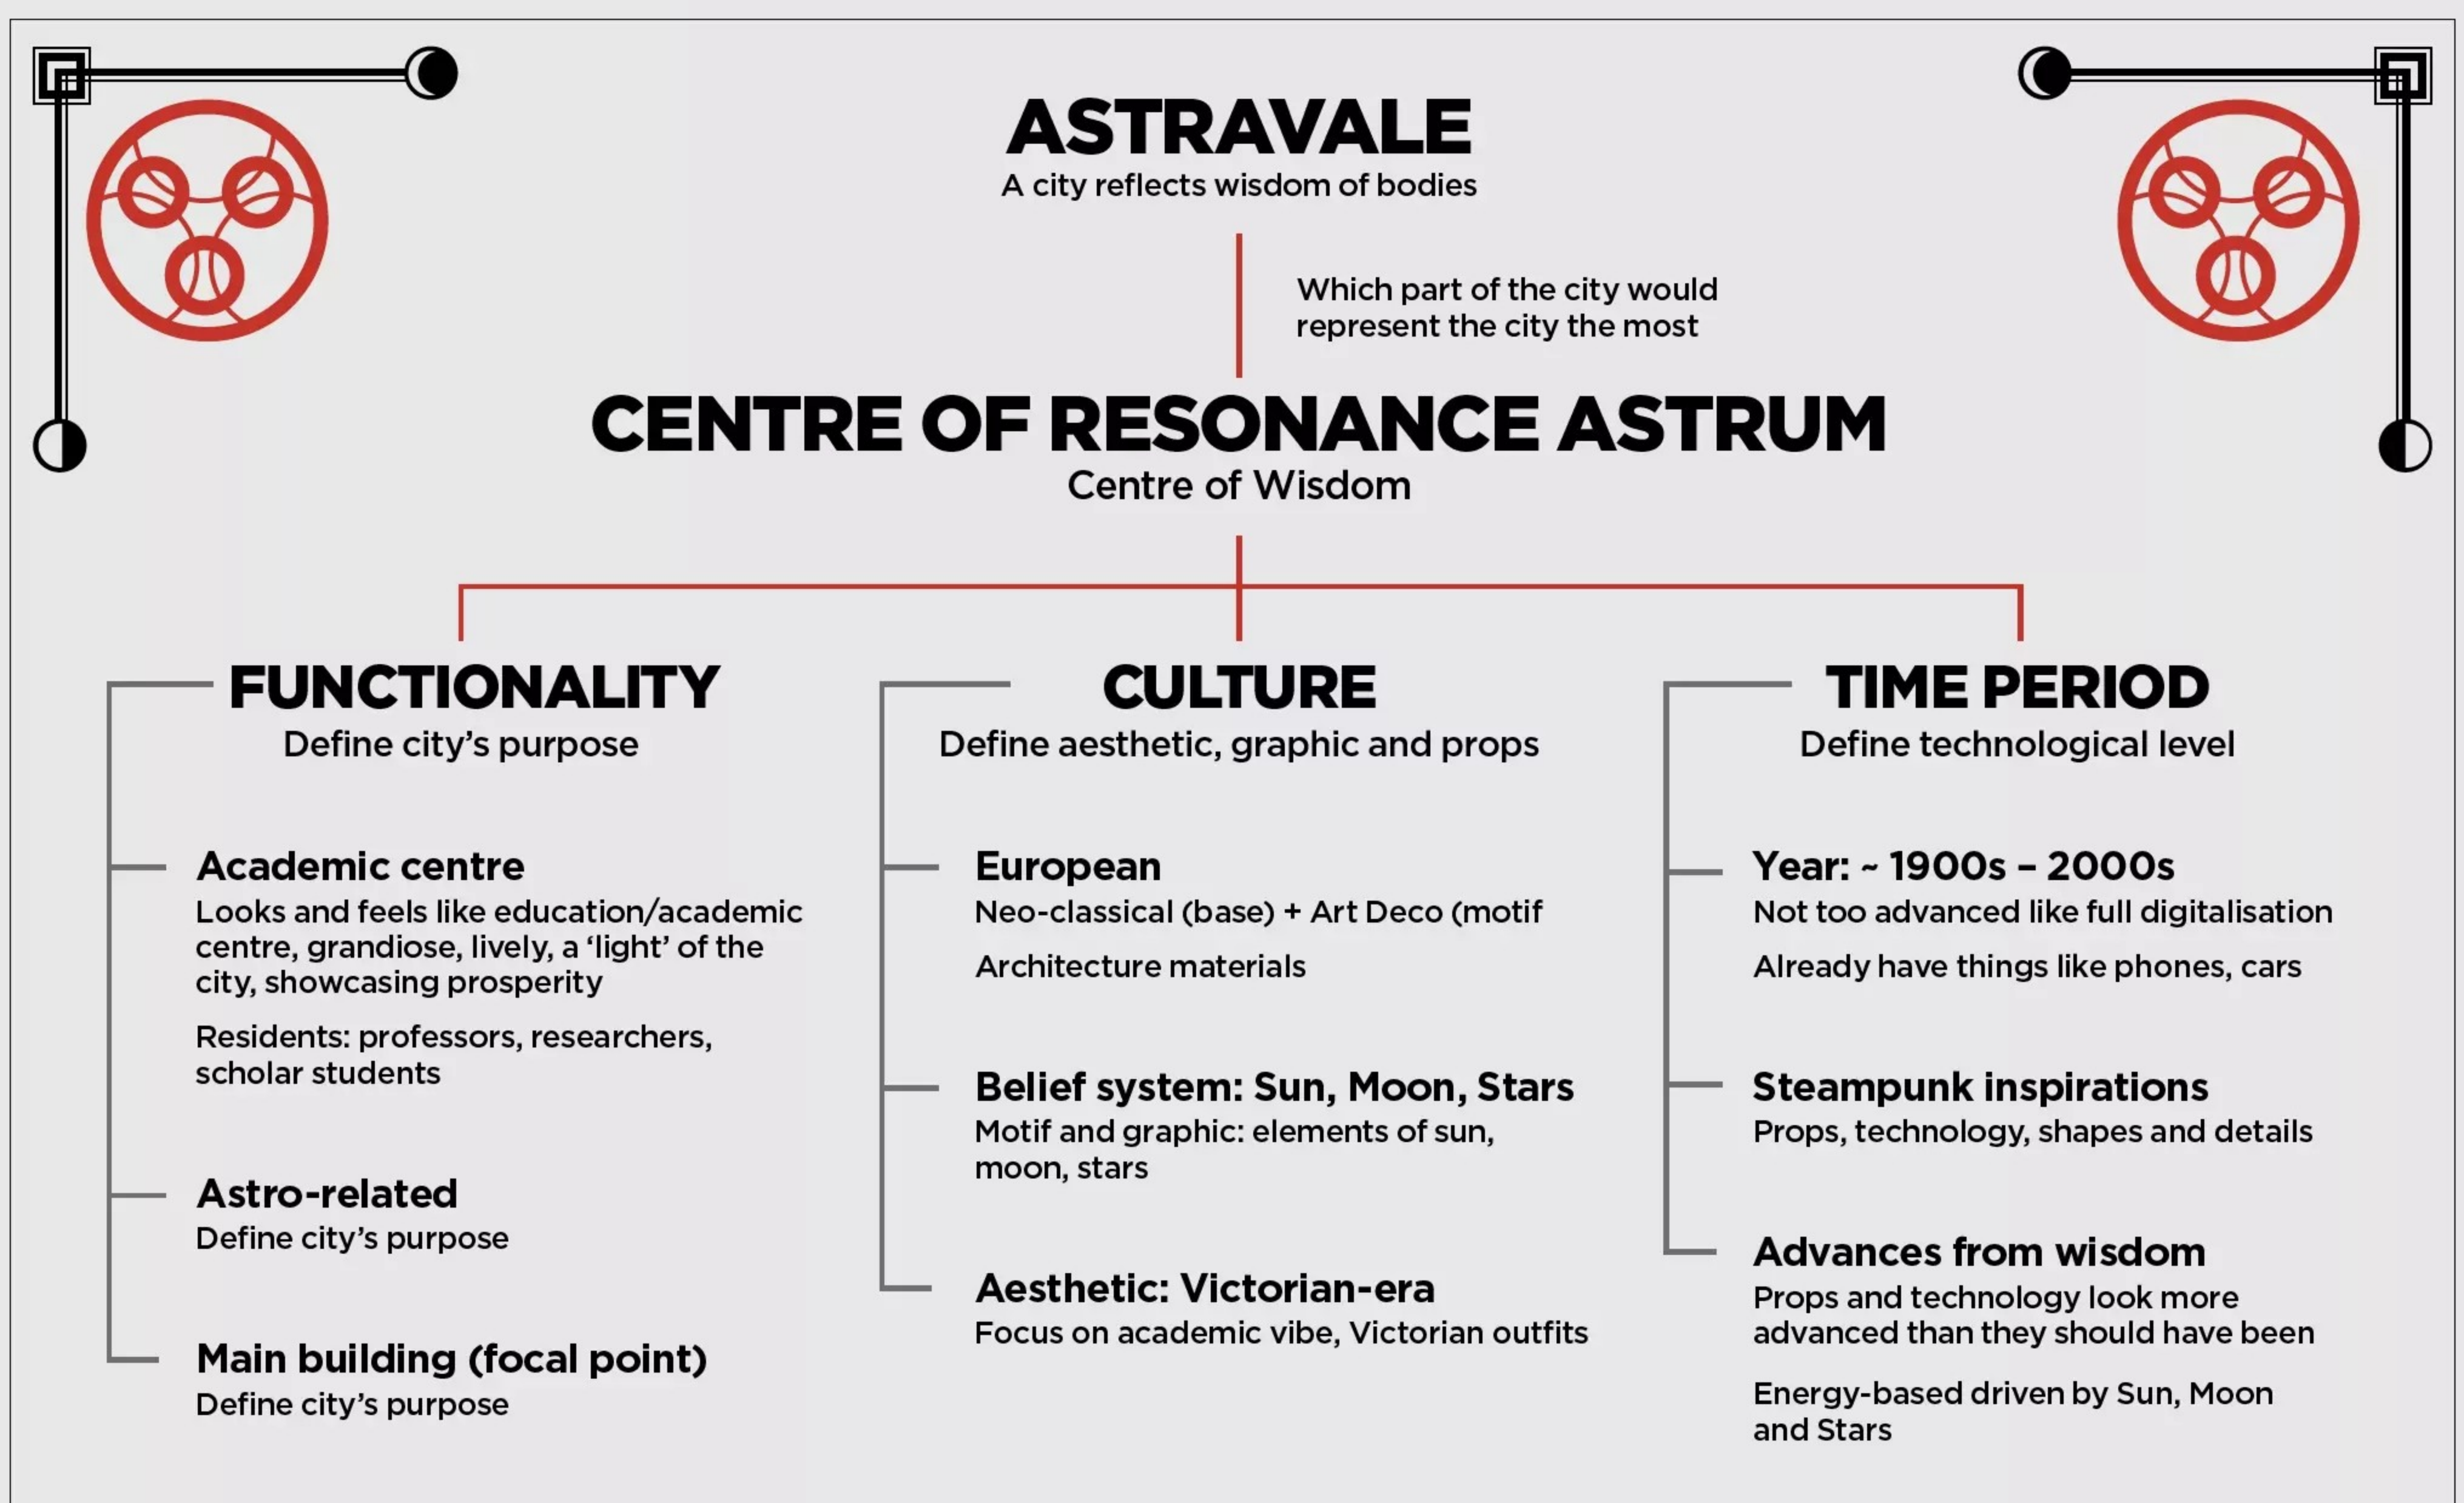 ASTRAVALE
A city reflects wisdom of bodies
Which part of the city would
represent the city the most
CENTRE OF RESONANCE ASTRUM
Centre of Wisdom
FUNCTIONALITY
Define city’s purpose
Academic centre
Looks and feels like education/academic
centre, grandiose, lively, a ‘light’ of the
city, showcasing prosperity
Residents: professors, researchers,
scholar students
Astro-related
Define city’s purpose
Main building (focal point)
Define city’s purpose
CULTURE
Define aesthetic, graphic and props
European
Neo-classical (base) + Art Deco (motif
Architecture materials
Belief system: Sun, Moon, Stars
Motif and graphic: elements of sun,
moon, stars
Aesthetic: Victorian-era
Focus on academic vibe, Victorian outfits
TIME PERIOD
Define technological level
Year: ~ 1900s – 2000s
Not too advanced like full digitalisation
Already have things like phones, cars
Steampunk inspirations
Props, technology, shapes and details
Advances from wisdom
Props and technology look more
advanced than they should have been
Energy-based driven by Sun, Moon
and Stars